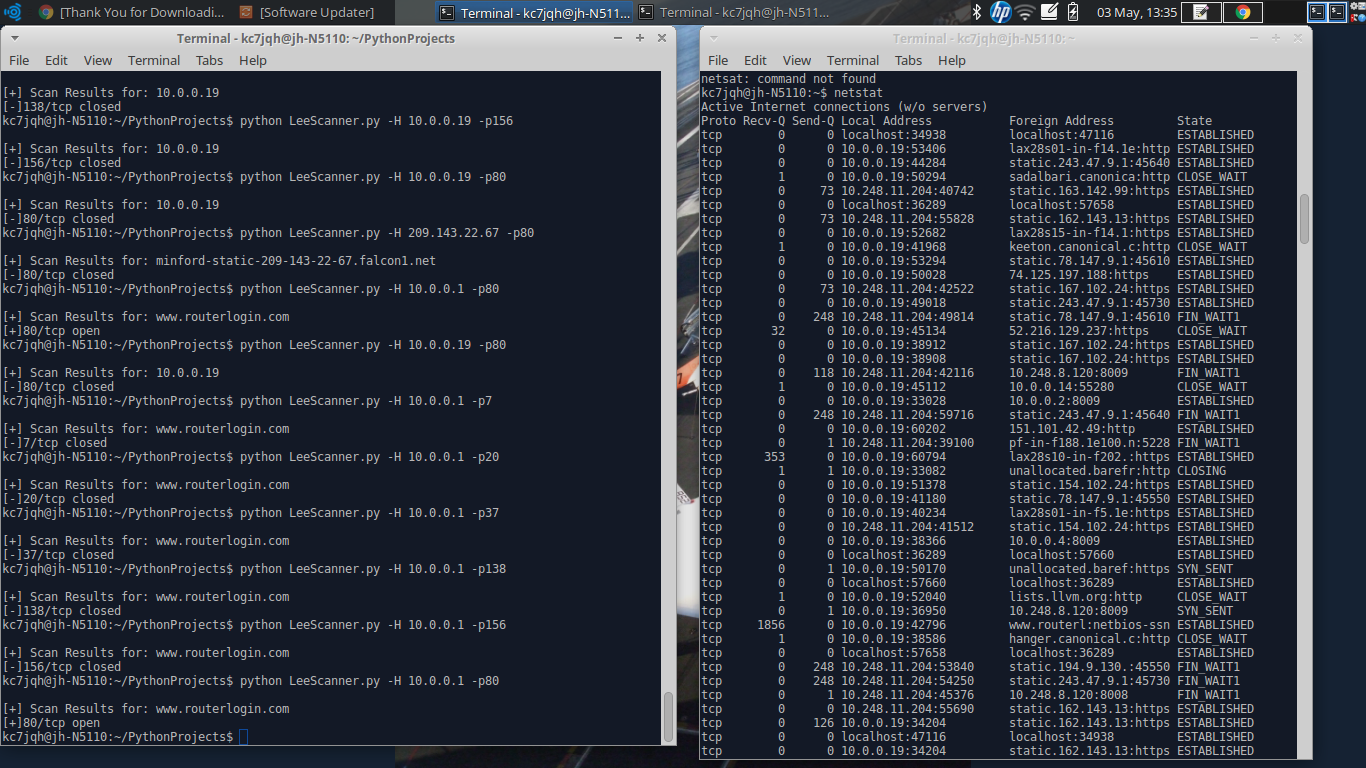 [Thank You for Downloadi... [Software Updater] Terminal - kc7jqh@jh-N511... Terminal - kc7jqh@jh-N511... 03 May, 13:35
Terminal - kc7jqh@jh-N5110: ~/PythonProjects
File Edit View Terminal Tabs Help
[+] Scan Results for: 10.0.0.19
[-]138/tcp closed
kc7jqh@jh-N5110:~/PythonProjects$ python LeeScanner.py -H 10.0.0.19 -p156
[+] Scan Results for: 10.0.0.19
[-]156/tcp closed
kc7jqh@jh-N5110:~/PythonProjects$ python LeeScanner.py -H 10.0.0.19 -p80
[+] Scan Results for: 10.0.0.19
[-]80/tcp closed
kc7jqh@jh-N5110:~/PythonProjects$ python LeeScanner.py -H 209.143.22.67 -p80
[+] Scan Results for: minford-static-209-143-22-67.falcon1.net
[-]80/tcp closed
kc7jqh@jh-N5110:~/PythonProjects$ python LeeScanner.py -H 10.0.0.1 -p80
[+] Scan Results for: www.routerlogin.com
[+]80/tcp open
kc7jqh@jh-N5110:~/PythonProjects$ python LeeScanner.py -H 10.0.0.19 -p80
[+] Scan Results for: 10.0.0.19
[-]80/tcp closed
kc7jqh@jh-N5110:~/PythonProjects$ python LeeScanner.py -H 10.0.0.1 -p7
[+] Scan Results for: www.routerlogin.com
[-]7/tcp closed
kc7jqh@jh-N5110:~/PythonProjects$ python LeeScanner.py -H 10.0.0.1 -p20
[+] Scan Results for: www.routerlogin.com
[-]20/tcp closed
kc7jqh@jh-N5110:~/PythonProjects$ python LeeScanner.py -H 10.0.0.1 -p37
[+] Scan Results for: www.routerlogin.com
[-]37/tcp closed
kc7jqh@jh-N5110:~/PythonProjects$ python LeeScanner.py -H 10.0.0.1 -p138
[+] Scan Results for: www.routerlogin.com
[-]138/tcp closed
kc7jqh@jh-N5110:~/PythonProjects$ python LeeScanner.py -H 10.0.0.1 -p156
[+] Scan Results for: www.routerlogin.com
[-]156/tcp closed
kc7jqh@jh-N5110:~/PythonProjects$ python LeeScanner.py -H 10.0.0.1 -p80
[+] Scan Results for: www.routerlogin.com
[+]80/tcp open
kc7jqh@jh-N5110:~/PythonProjects$
Terminal - kc7jqh@jh-N5110: ~
File Edit View Terminal Tabs Help
netsat: command not found
kc7jqh@jh-N5110:~$ netstat
Active Internet connections (w/o servers)
Proto Recv-Q Send-Q Local Address Foreign Address State
tcp 0 0 localhost:34938 localhost:47116 ESTABLISHED
tcp 0 0 10.0.0.19:53406 lax28s01-in-f14.1e:http ESTABLISHED
tcp 0 0 10.0.0.19:44284 static.243.47.9.1:45640 ESTABLISHED
tcp 1 0 10.0.0.19:50294 sadalbari.canonica:http CLOSE_WAIT
tcp 0 73 10.248.11.204:40742 static.163.142.99:https ESTABLISHED
tcp 0 0 localhost:36289 localhost:57658 ESTABLISHED
tcp 0 73 10.248.11.204:55828 static.162.143.13:https ESTABLISHED
tcp 0 0 10.0.0.19:52682 lax28s15-in-f14.1:https ESTABLISHED
tcp 1 0 10.0.0.19:41968 keeton.canonical.c:http CLOSE_WAIT
tcp 0 0 10.0.0.19:53294 static.78.147.9.1:45610 ESTABLISHED
tcp 0 0 10.0.0.19:50028 74.125.197.188:https ESTABLISHED
tcp 0 73 10.248.11.204:42522 static.167.102.24:https ESTABLISHED
tcp 0 0 10.0.0.19:49018 static.243.47.9.1:45730 ESTABLISHED
tcp 0 248 10.248.11.204:49814 static.78.147.9.1:45610 FIN_WAIT1
tcp 32 0 10.0.0.19:45134 52.216.129.237:https CLOSE_WAIT
tcp 0 0 10.0.0.19:38912 static.167.102.24:https ESTABLISHED
tcp 0 0 10.0.0.19:38908 static.167.102.24:https ESTABLISHED
tcp 0 118 10.248.11.204:42116 10.248.8.120:8009 FIN_WAIT1
tcp 1 0 10.0.0.19:45112 10.0.0.14:55280 CLOSE_WAIT
tcp 0 0 10.0.0.19:33028 10.0.0.2:8009 ESTABLISHED
tcp 0 248 10.248.11.204:59716 static.243.47.9.1:45640 FIN_WAIT1
tcp 0 0 10.0.0.19:60202 151.101.42.49:http ESTABLISHED
tcp 0 1 10.248.11.204:39100 pf-in-f188.1e100.n:5228 FIN_WAIT1
tcp 353 0 10.0.0.19:60794 lax28s10-in-f202.:https ESTABLISHED
tcp 1 1 10.0.0.19:33082 unallocated.barefr:http CLOSING
tcp 0 0 10.0.0.19:51378 static.154.102.24:https ESTABLISHED
tcp 0 0 10.0.0.19:41180 static.78.147.9.1:45550 ESTABLISHED
tcp 0 0 10.0.0.19:40234 lax28s01-in-f5.1e:https ESTABLISHED
tcp 0 0 10.248.11.204:41512 static.154.102.24:https ESTABLISHED
tcp 0 0 10.0.0.19:38366 10.0.0.4:8009 ESTABLISHED
tcp 0 0 localhost:36289 localhost:57660 ESTABLISHED
tcp 0 1 10.0.0.19:50170 unallocated.baref:https SYN_SENT
tcp 0 0 localhost:57660 localhost:36289 ESTABLISHED
tcp 1 0 10.0.0.19:52040 lists.llvm.org:http CLOSE_WAIT
tcp 0 1 10.0.0.19:36950 10.248.8.120:8009 SYN_SENT
tcp 1856 0 10.0.0.19:42796 www.routerl:netbios-ssn ESTABLISHED
tcp 1 0 10.0.0.19:38586 hanger.canonical.c:http CLOSE_WAIT
tcp 0 0 localhost:57658 localhost:36289 ESTABLISHED
tcp 0 248 10.248.11.204:53840 static.194.9.130.:45550 FIN_WAIT1
tcp 0 248 10.248.11.204:54250 static.243.47.9.1:45730 FIN_WAIT1
tcp 0 1 10.248.11.204:45376 10.248.8.120:8008 FIN_WAIT1
tcp 0 0 10.248.11.204:55690 static.162.143.13:https ESTABLISHED
tcp 0 126 10.0.0.19:34204 static.162.143.13:https ESTABLISHED
tcp 0 0 localhost:47116 localhost:34938 ESTABLISHED
tcp 0 0 10.0.0.19:34204 static.162.143.13:https ESTABLISHED